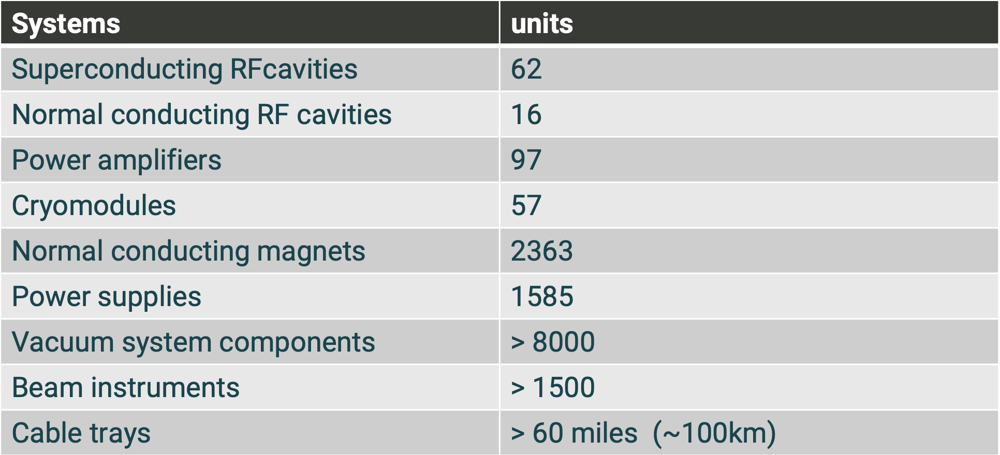 Systems units
Superconducting RFcavities 62
Normal conducting RF cavities 16
Power amplifiers 97
Cryomodules 57
Normal conducting magnets 2363
Power supplies 1585
Vacuum system components > 8000
Beam instruments > 1500
Cable trays > 60 miles (~100km)